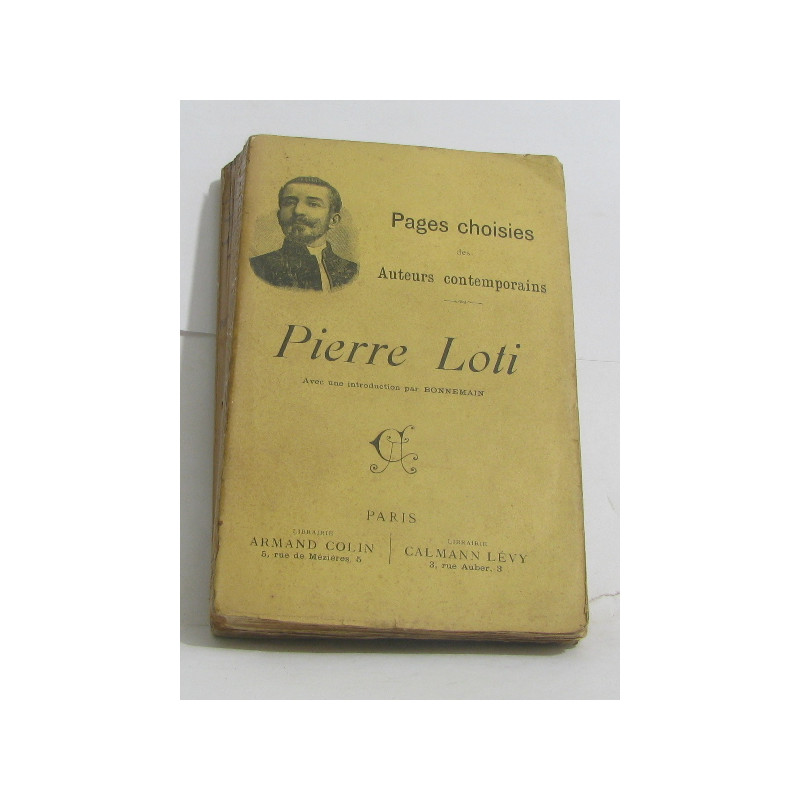 Pages choisies
des
Auteurs contemporains
Pierre Loti
Avec une introduction par BONNEMAIN
PARIS
LIBRAIRIE
ARMAND COLIN
5, rue de Mézières, 5
LIBRAIRIE
CALMANN LÉVY
3, rue Auber, 3